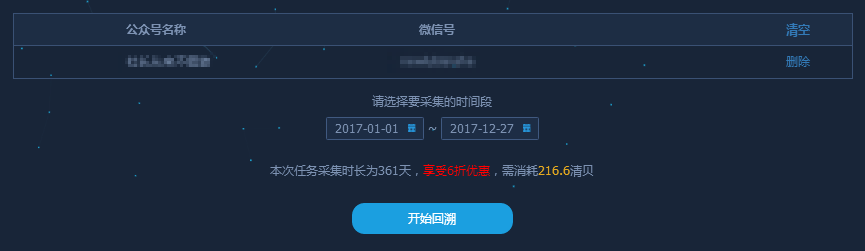 公众号名称 微信号 清空
删除
请选择要采集的时间段
2017-01-01 ~ 2017-12-27
本次任务采集时长为361天，享受6折优惠，需消耗216.6清贝
开始回溯